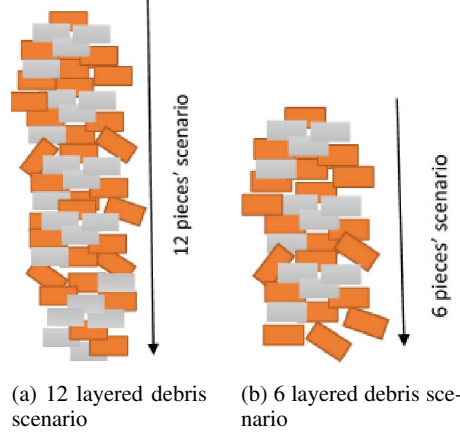 12 pieces' scenario
6 pieces' scenario
(a) 12 layered debris
scenario
(b) 6 layered debris sce-
nario